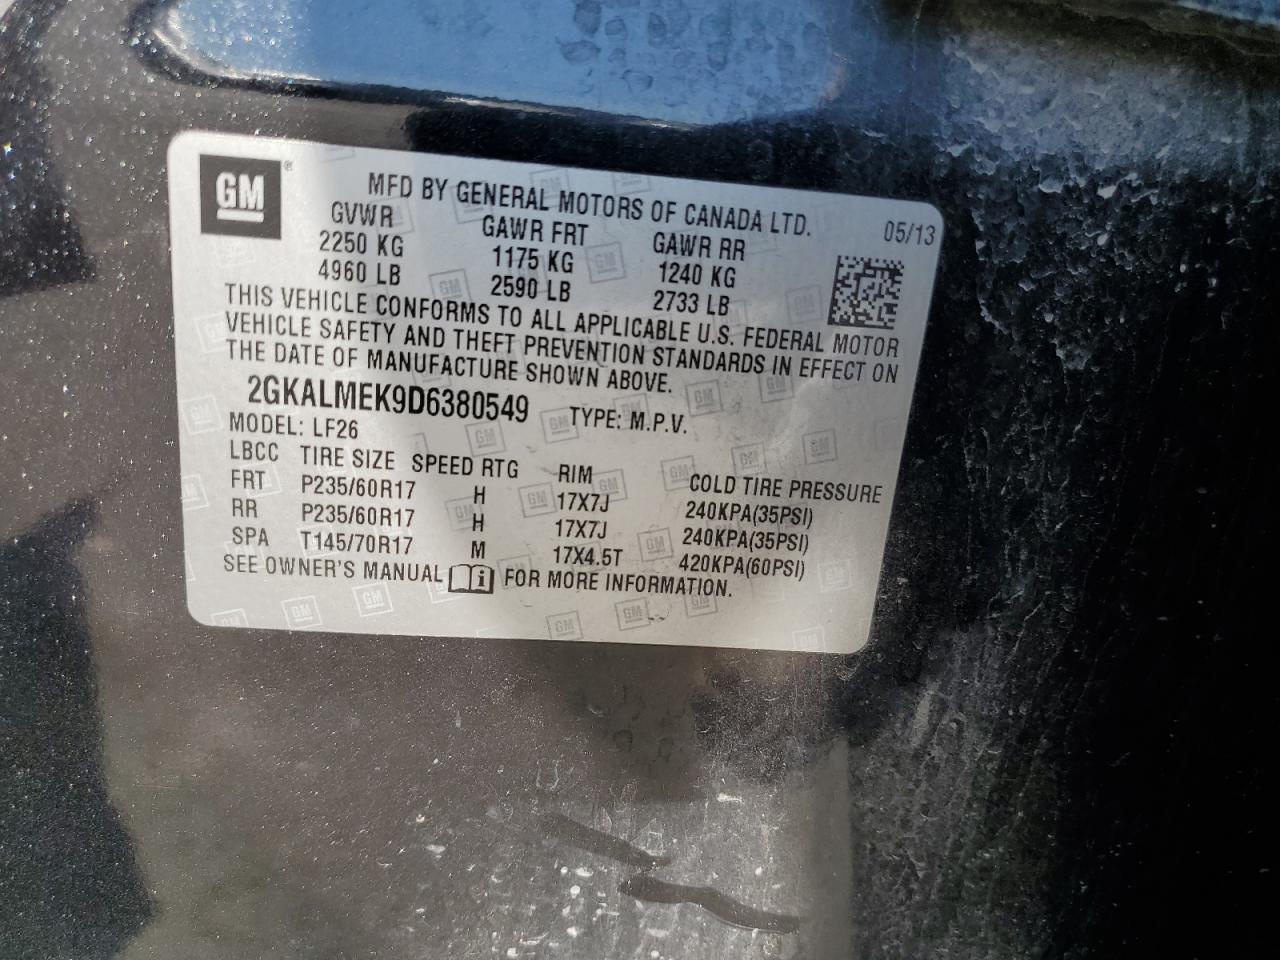 GM®
MFD BY GENERAL MOTORS OF CANADA LTD.
05/13
GVWR GAWR FRT GAWR RR
2250 KG 1175 KG 1240 KG
4960 LB 2590 LB 2733 LB
THIS VEHICLE CONFORMS TO ALL APPLICABLE U.S. FEDERAL MOTOR
VEHICLE SAFETY AND THEFT PREVENTION STANDARDS IN EFFECT ON
THE DATE OF MANUFACTURE SHOWN ABOVE.
2GKALMEK9D6380549 TYPE: M.P.V.
MODEL: LF26
LBCC TIRE SIZE SPEED RTG RIM COLD TIRE PRESSURE
FRT P235/60R17 H 17X7J 240KPA(35PSI)
RR P235/60R17 H 17X7J 240KPA(35PSI)
SPA T145/70R17 M 17X4.5T 420KPA(60PSI)
SEE OWNER'S MANUAL FOR MORE INFORMATION.